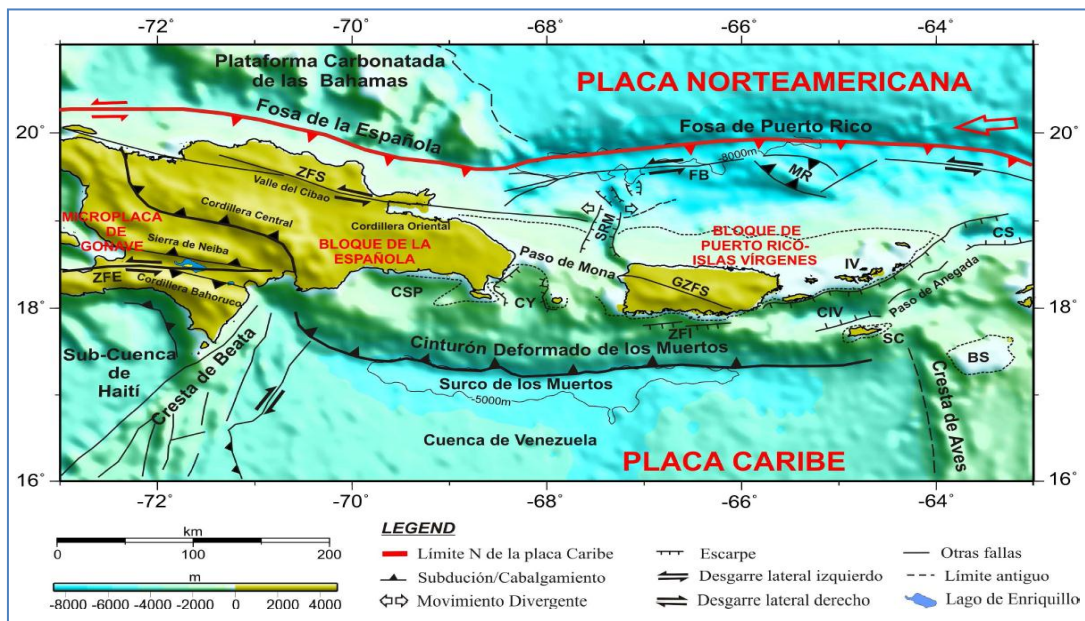 -72° -70° -68° -66° -64°
Plataforma Carbonatada
de las Bahamas
PLACA NORTEAMERICANA
20° 20°
Fosa de la Española
Fosa de Puerto Rico
-8000m
FB
MR
ZFS
Valle del Cibao
Cordillera Central
Cordillera Oriental
SRM
MICROPLACA
DE
GONAVE
Sierra de Neiba
BLOQUE DE LA
ESPAÑOLA
BLOQUE DE
PUERTO RICO-
ISLAS VÍRGENES
CS
Paso de Mona
IV
ZFE
Cordillera Bahoruco
CSP
CY
GZFS
Paso de Anegada
18° 18°
ZFI
CIV
SC
Sub-Cuenca
de
Haití
Cresta de Beata
Cinturón Deformado de los Muertos
BS
Surco de los Muertos
-5000m
Cresta de Aves
Cuenca de Venezuela
PLACA CARIBE
16° 16°
-72° -70° -68° -66° -64°
km
0 100 200
m
-8000 -6000 -4000 -2000 0 2000 4000
LEGEND
Límite N de la placa Caribe
Subdución/Cabalgamiento
Movimiento Divergente
Escarpe
Desgarre lateral izquierdo
Desgarre lateral derecho
Otras fallas
Límite antiguo
Lago de Enriquillo